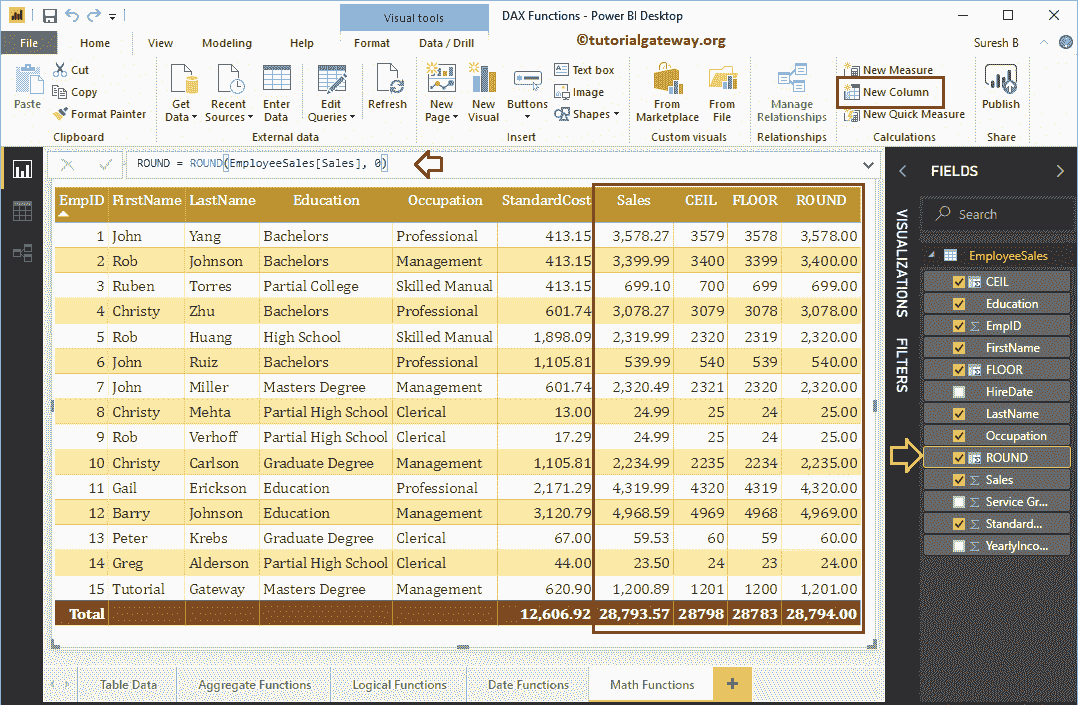 DAX Functions - Power BI Desktop
Visual tools
©tutorialgateway.org
File Home View Modeling Help Format Data / Drill Suresh B
Paste Cut Copy Format Painter
Clipboard
Get Data Recent Sources Enter Data Edit Queries
External data
Refresh
New Page New Visual Buttons Text box Image Shapes
Insert
From Marketplace From File
Custom visuals
Manage Relationships
Relationships
New Measure
New Column
New Quick Measure
Calculations
Publish
Share
ROUND = ROUND(EmployeeSales[Sales], 0)
EmpID FirstName LastName Education Occupation StandardCost Sales CEIL FLOOR ROUND
1 John Yang Bachelors Professional 413.15 3,578.27 3579 3578 3,578.00
2 Rob Johnson Bachelors Management 413.15 3,399.99 3400 3399 3,400.00
3 Ruben Torres Partial College Skilled Manual 413.15 699.10 700 699 699.00
4 Christy Zhu Bachelors Professional 601.74 3,078.27 3079 3078 3,078.00
5 Rob Huang High School Skilled Manual 1,898.09 2,319.99 2320 2319 2,320.00
6 John Ruiz Bachelors Professional 1,105.81 539.99 540 539 540.00
7 John Miller Masters Degree Management 601.74 2,320.49 2321 2320 2,320.00
8 Christy Mehta Partial High School Clerical 13.00 24.99 25 24 25.00
9 Rob Verhoff Partial High School Clerical 17.29 24.99 25 24 25.00
10 Christy Carlson Graduate Degree Management 1,105.81 2,234.99 2235 2234 2,235.00
11 Gail Erickson Education Professional 2,171.29 4,319.99 4320 4319 4,320.00
12 Barry Johnson Education Management 3,120.79 4,968.59 4969 4968 4,969.00
13 Peter Krebs Graduate Degree Clerical 67.00 59.53 60 59 60.00
14 Greg Alderson Partial High School Clerical 44.00 23.50 24 23 24.00
15 Tutorial Gateway Masters Degree Management 620.90 1,200.89 1201 1200 1,201.00
Total 12,606.92 28,793.57 28798 28783 28,794.00
VISUALIZATIONS
FILTERS
FIELDS
Search
EmployeeSales
CEIL
Education
EmpID
FirstName
FLOOR
HireDate
LastName
Occupation
ROUND
Sales
Service Gr...
Standard...
YearlyInco...
Table Data Aggregate Functions Logical Functions Date Functions Math Functions +